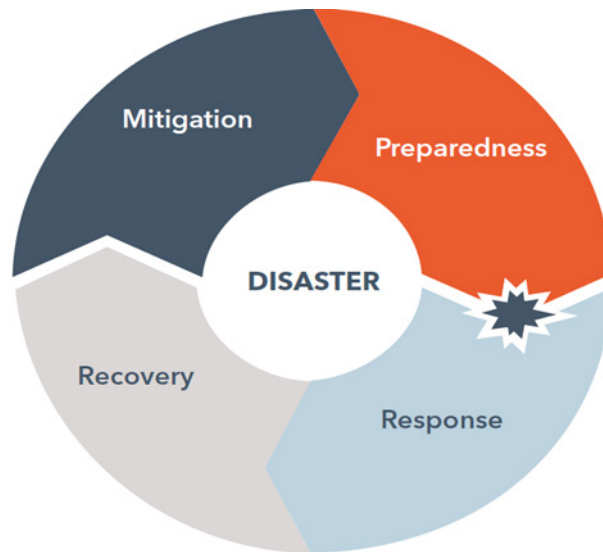 Mitigation
Preparedness
DISASTER
Recovery
Response